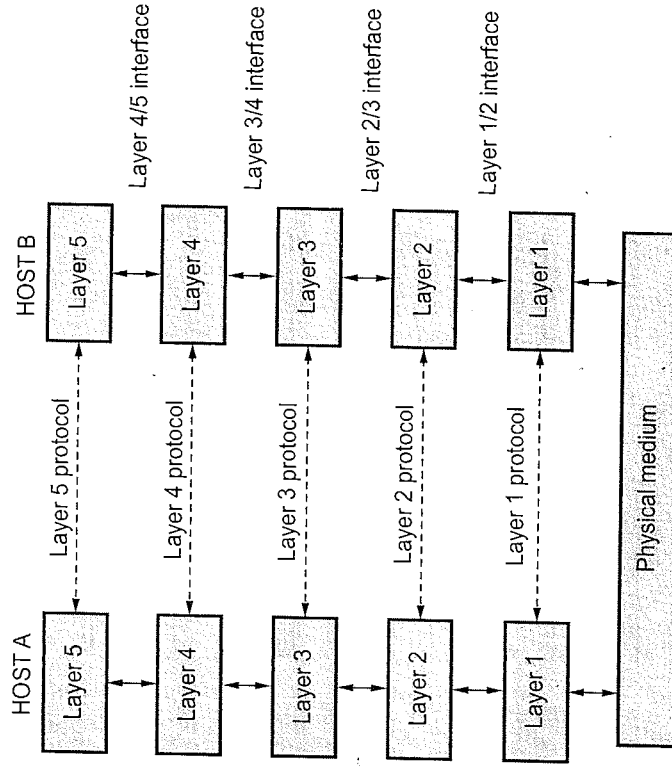 HOST A
HOST B
Layer 5
Layer 5 protocol
Layer 5
Layer 4/5 interface
Layer 4
Layer 4 protocol
Layer 4
Layer 3/4 interface
Layer 3
Layer 3 protocol
Layer 3
Layer 2/3 interface
Layer 2
Layer 2 protocol
Layer 2
Layer 1/2 interface
Layer 1
Layer 1 protocol
Layer 1
Physical medium